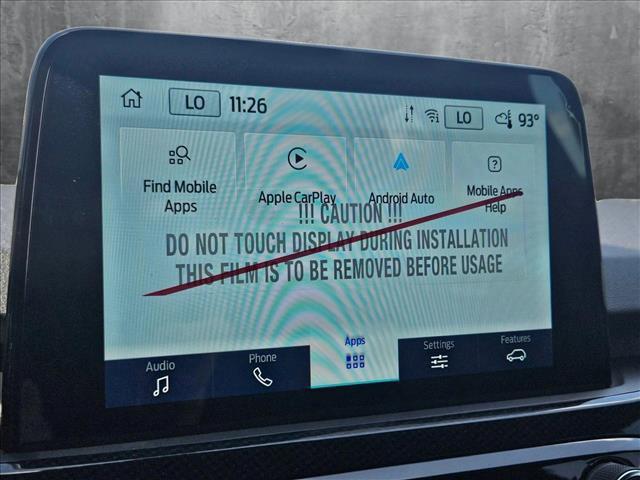 LO 11:26 LO 93°
Find Mobile
Apps
Apple CarPlay
Android Auto
Mobile Apps
Help
!!! CAUTION !!!
DO NOT TOUCH DISPLAY DURING INSTALLATION
THIS FILM IS TO BE REMOVED BEFORE USAGE
Audio
Phone
Apps
Settings
Features